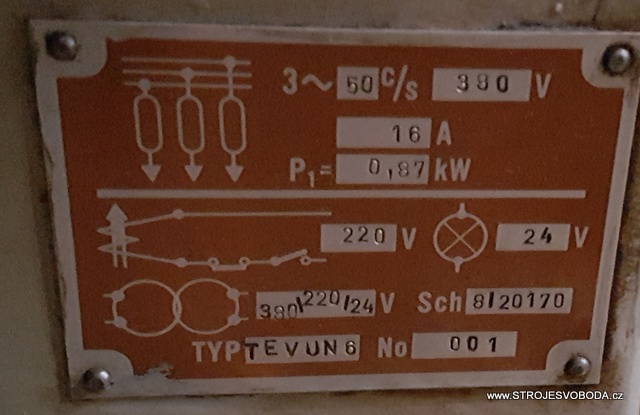 3~ 50 c/s 380 V
16 A
P1= 0,87 kW
220 V 24 V
380/220/24 V Sch 8/20170
TYP TEVUN6 No 001
www.STROJESVOBODA.cz